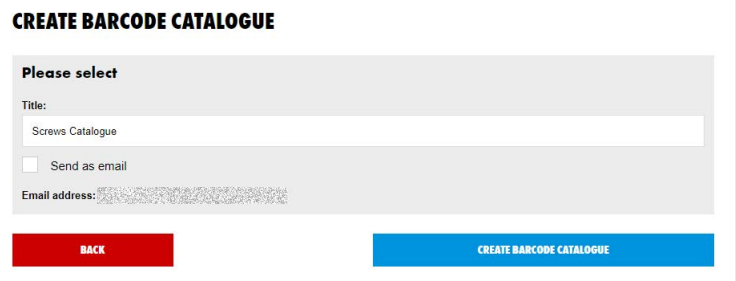 CREATE BARCODE CATALOGUE
Please select
Title:
Screws Catalogue
Send as email
Email address:
BACK
CREATE BARCODE CATALOGUE